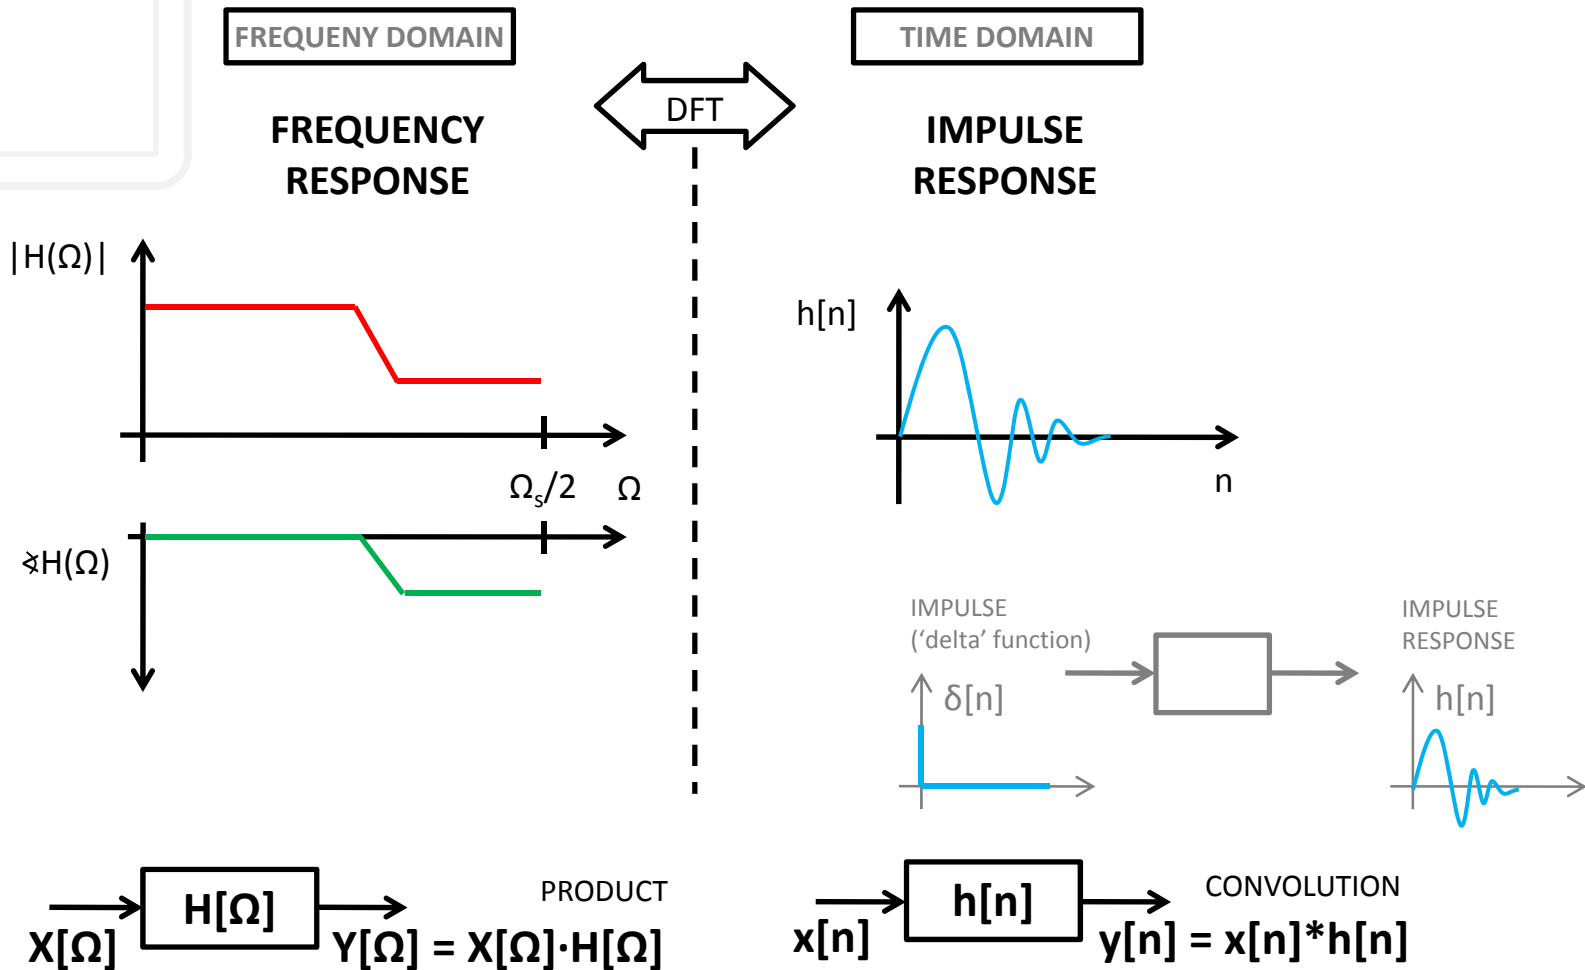 FREQUENY DOMAIN
TIME DOMAIN
DFT
FREQUENCY
RESPONSE
IMPULSE
RESPONSE
|H(Ω)|
h[n]
Ωs/2
Ω
n
∡H(Ω)
IMPULSE
('delta' function)
IMPULSE
RESPONSE
δ[n]
h[n]
H[Ω]
PRODUCT
X[Ω]
Y[Ω] = X[Ω]·H[Ω]
h[n]
CONVOLUTION
x[n]
y[n] = x[n]*h[n]